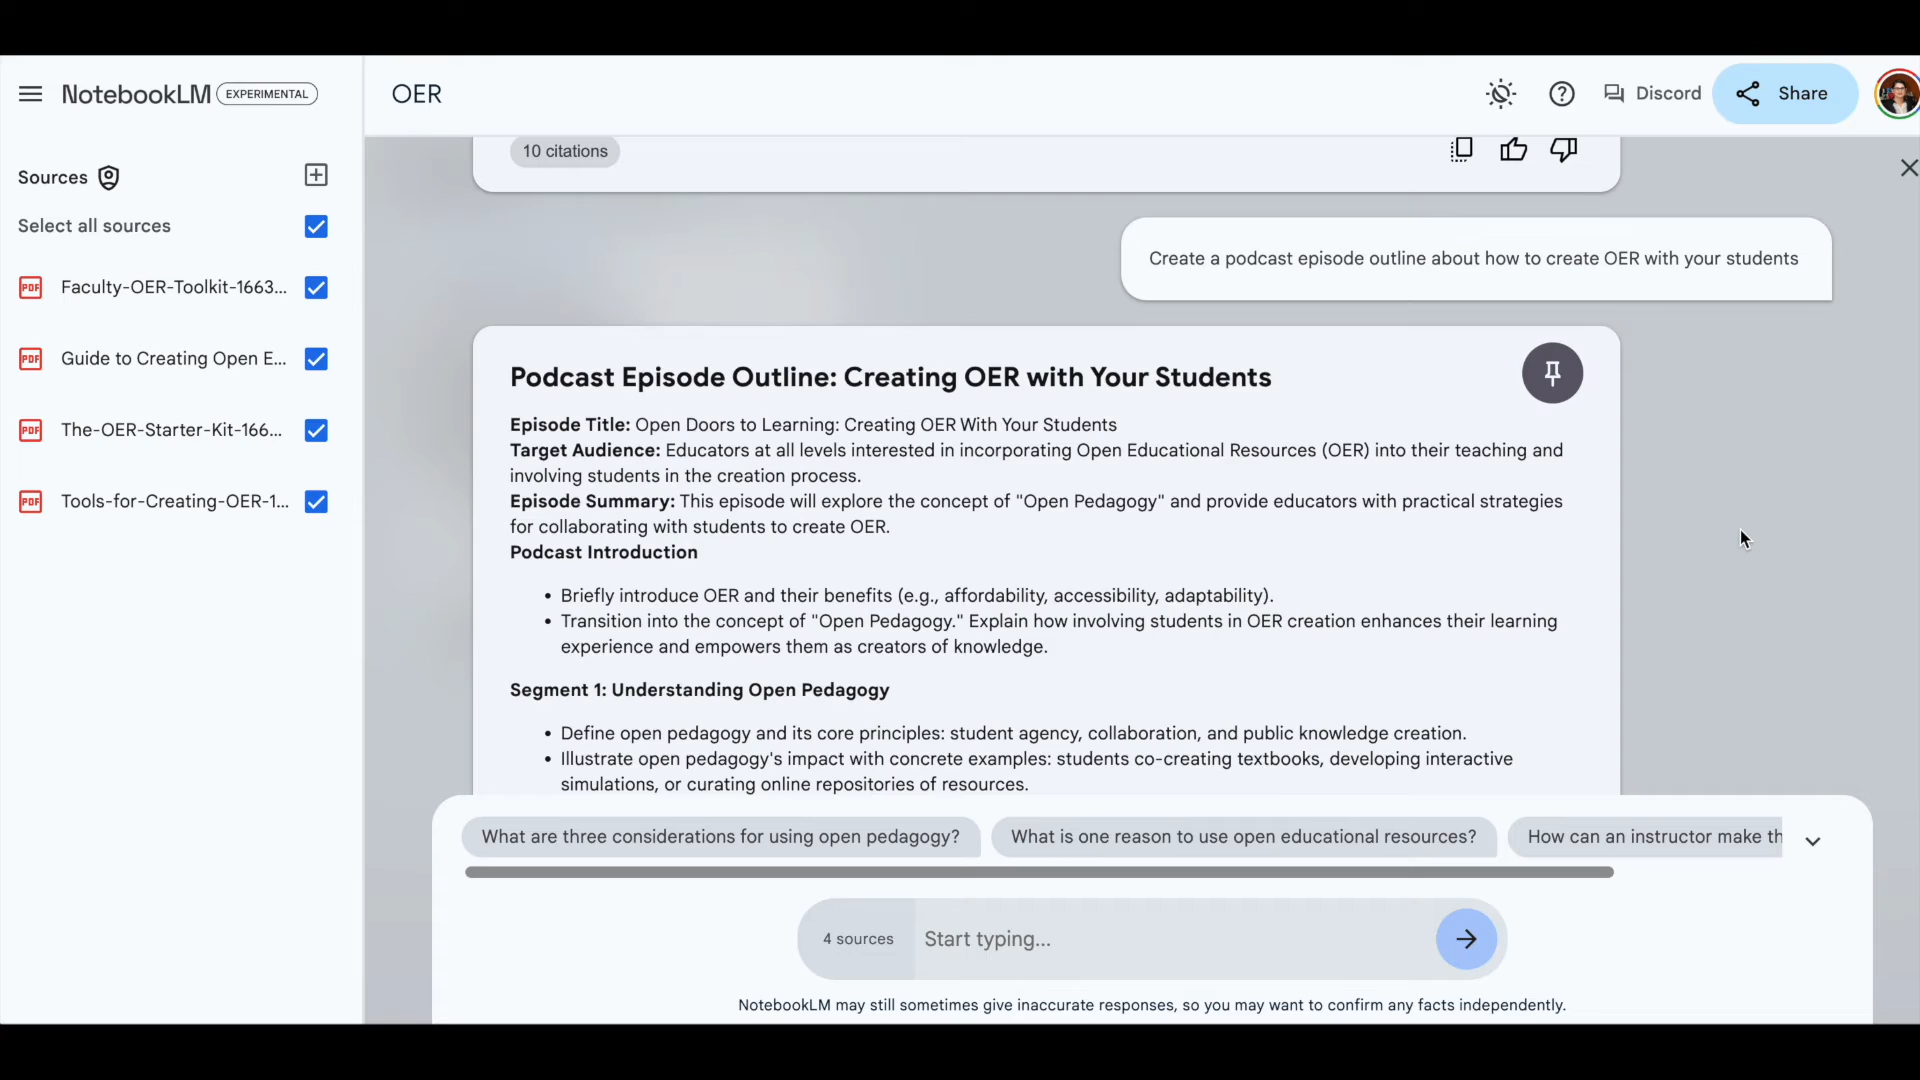 NotebookLM EXPERIMENTAL
OER
Discord
Share
Sources
Select all sources
PDF Faculty-OER-Toolkit-1663...
PDF Guide to Creating Open E...
PDF The-OER-Starter-Kit-166...
PDF Tools-for-Creating-OER-1...
10 citations
Create a podcast episode outline about how to create OER with your students
Podcast Episode Outline: Creating OER with Your Students
Episode Title: Open Doors to Learning: Creating OER With Your Students
Target Audience: Educators at all levels interested in incorporating Open Educational Resources (OER) into their teaching and
involving students in the creation process.
Episode Summary: This episode will explore the concept of "Open Pedagogy" and provide educators with practical strategies
for collaborating with students to create OER.
Podcast Introduction
• Briefly introduce OER and their benefits (e.g., affordability, accessibility, adaptability).
• Transition into the concept of "Open Pedagogy." Explain how involving students in OER creation enhances their learning
experience and empowers them as creators of knowledge.
Segment 1: Understanding Open Pedagogy
• Define open pedagogy and its core principles: student agency, collaboration, and public knowledge creation.
• Illustrate open pedagogy's impact with concrete examples: students co-creating textbooks, developing interactive
simulations, or curating online repositories of resources.
What are three considerations for using open pedagogy?
What is one reason to use open educational resources?
How can an instructor make th
4 sources
Start typing...
NotebookLM may still sometimes give inaccurate responses, so you may want to confirm any facts independently.